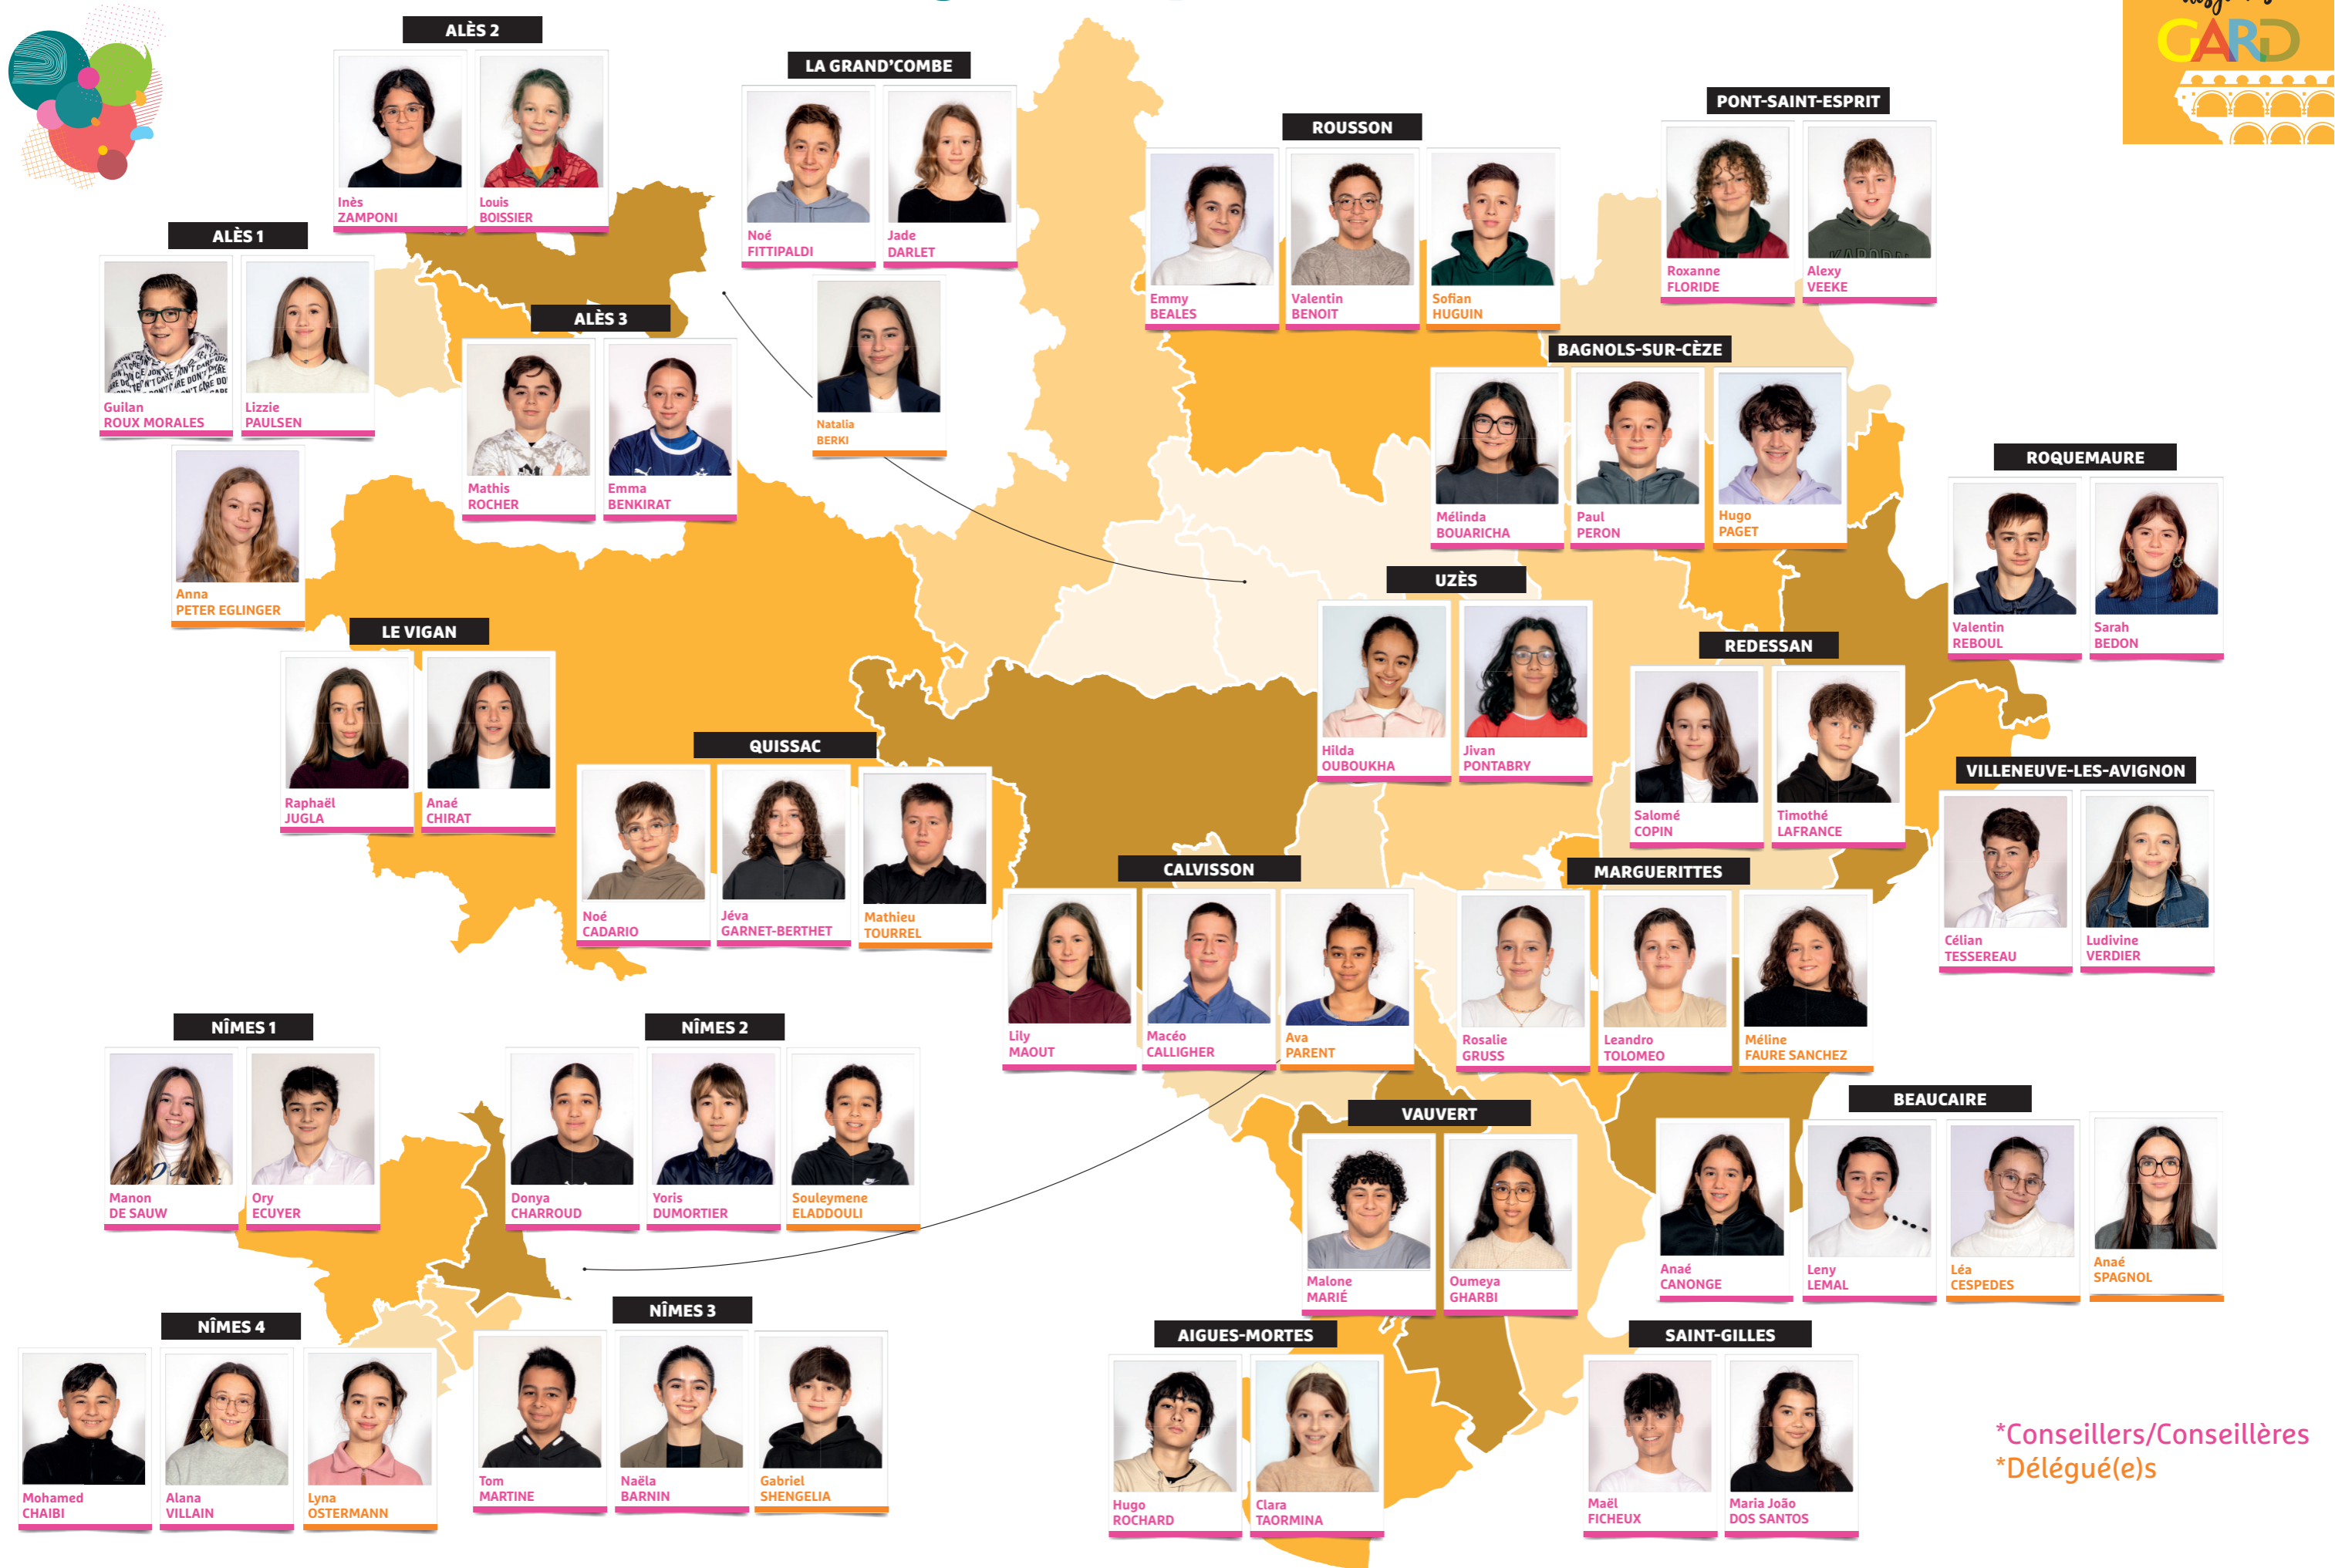 GARD
ALÈS 2
Inès
ZAMPONI
Louis
BOISSIER
LA GRAND'COMBE
Noé
FITTIPALDI
Jade
DARLET
Natalia
BERKI
ROUSSON
Emmy
BEALES
Valentin
BENOIT
Sofian
HUGUIN
PONT-SAINT-ESPRIT
Roxanne
FLORIDE
Alexy
VEEKE
ALÈS 1
Guilan
ROUX MORALES
Lizzie
PAULSEN
Anna
PETER EGLINGER
ALÈS 3
Mathis
ROCHER
Emma
BENKIRAT
BAGNOLS-SUR-CÈZE
Mélinda
BOUARICHA
Paul
PERON
Hugo
PAGET
ROQUEMAURE
Valentin
REBOUL
Sarah
BEDON
UZÈS
Hilda
OUBOUKHA
Jivan
PONTABRY
LE VIGAN
Raphaël
JUGLA
Anaé
CHIRAT
REDESSAN
Salomé
COPIN
Timothé
LAFRANCE
QUISSAC
Noé
CADARIO
Jéva
GARNET-BERTHET
Mathieu
TOURREL
VILLENEUVE-LES-AVIGNON
Célian
TESSEREAU
Ludivine
VERDIER
CALVISSON
Lily
MAOUT
Macéo
CALLIGHER
Ava
PARENT
MARGUERITTES
Rosalie
GRUSS
Leandro
TOLOMEO
Méline
FAURE SANCHEZ
NÎMES 1
Manon
DE SAUW
Ory
ECUYER
NÎMES 2
Donya
CHARROUD
Yoris
DUMORTIER
Souleymene
ELADDOULI
VAUVERT
Malone
MARIÉ
Oumeya
GHARBI
BEAUCAIRE
Anaé
CANONGE
Leny
LEMAL
Léa
CESPEDES
Anaé
SPAGNOL
NÎMES 4
Mohamed
CHAIBI
Alana
VILLAIN
Lyna
OSTERMANN
NÎMES 3
Tom
MARTINE
Naëla
BARNIN
Gabriel
SHENGELIA
AIGUES-MORTES
Hugo
ROCHARD
Clara
TAORMINA
SAINT-GILLES
Maël
FICHEUX
Maria João
DOS SANTOS
*Conseillers/Conseillères
*Délégué(e)s